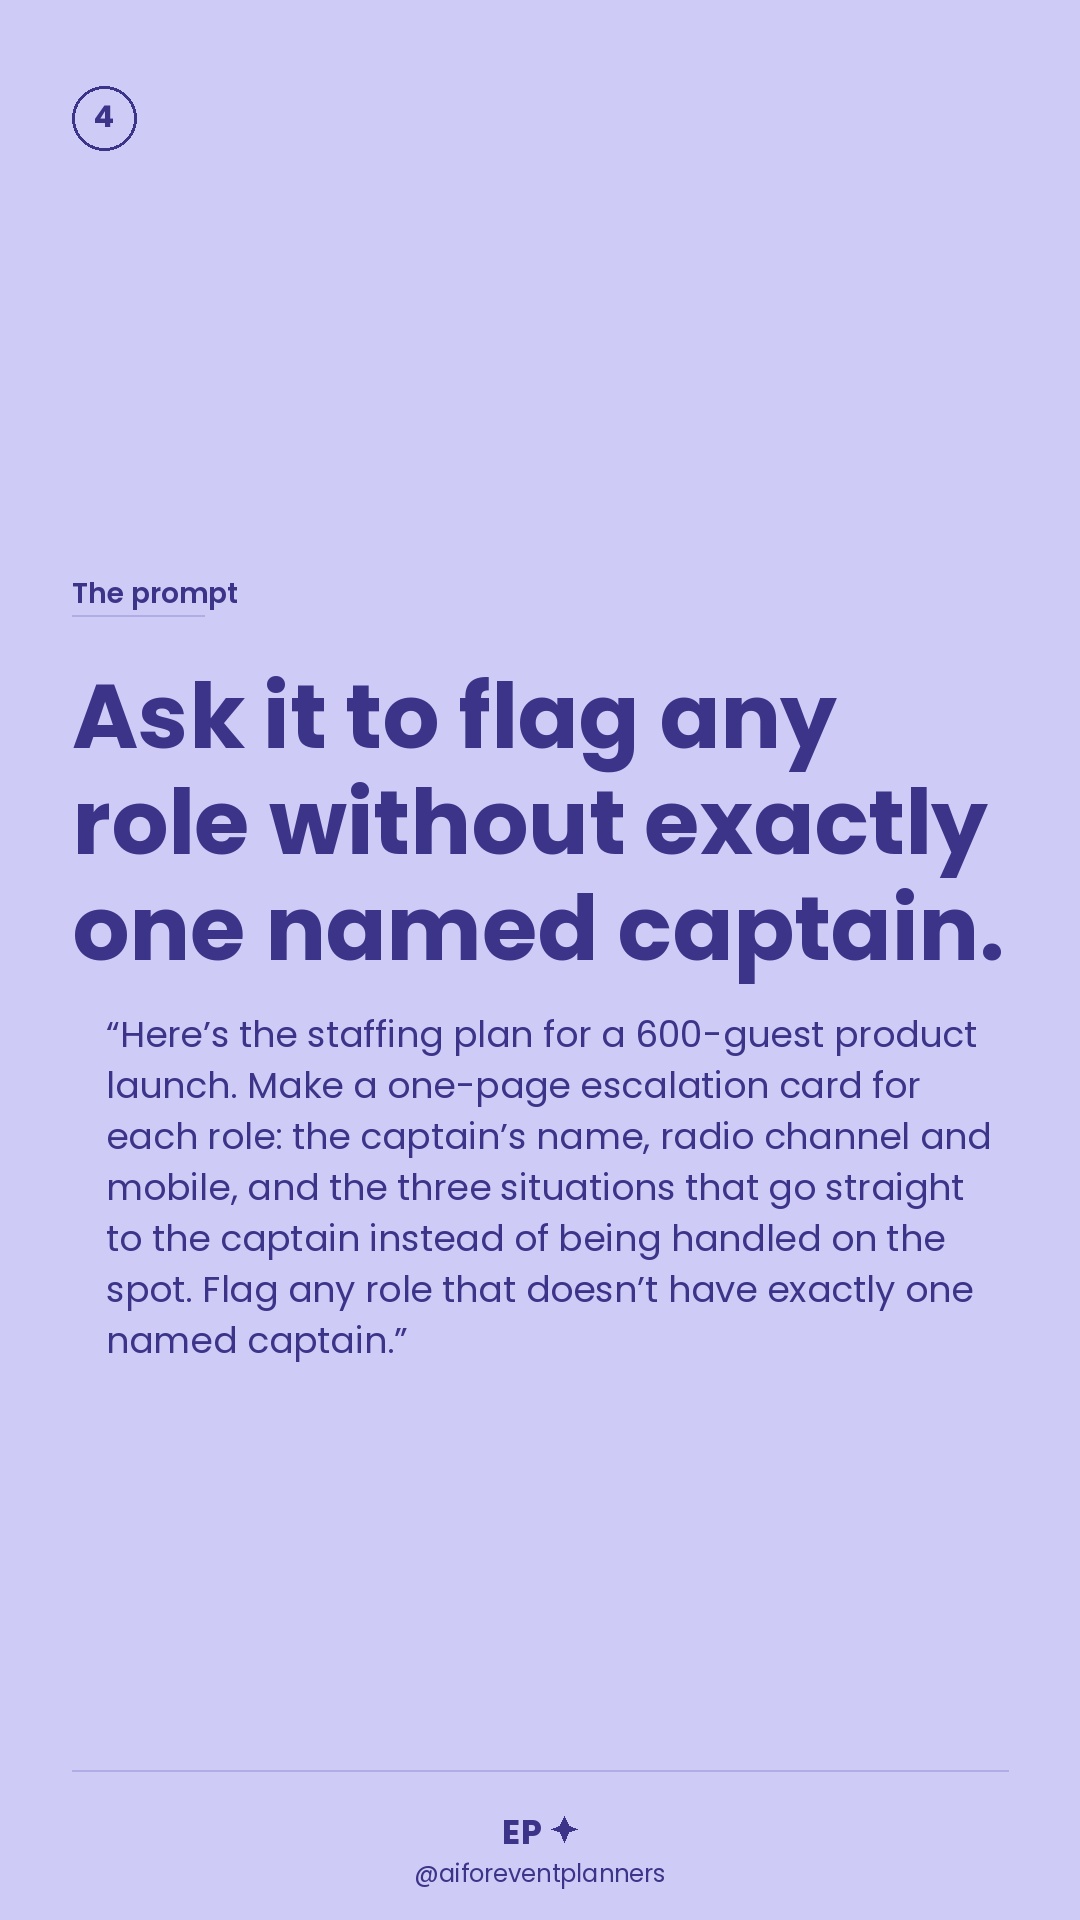 4
The prompt
Ask it to flag any
role without exactly
one named captain.
“Here’s the staffing plan for a 600-guest product
launch. Make a one-page escalation card for
each role: the captain’s name, radio channel and
mobile, and the three situations that go straight
to the captain instead of being handled on the
spot. Flag any role that doesn’t have exactly one
named captain.”
EP
@aiforeventplanners